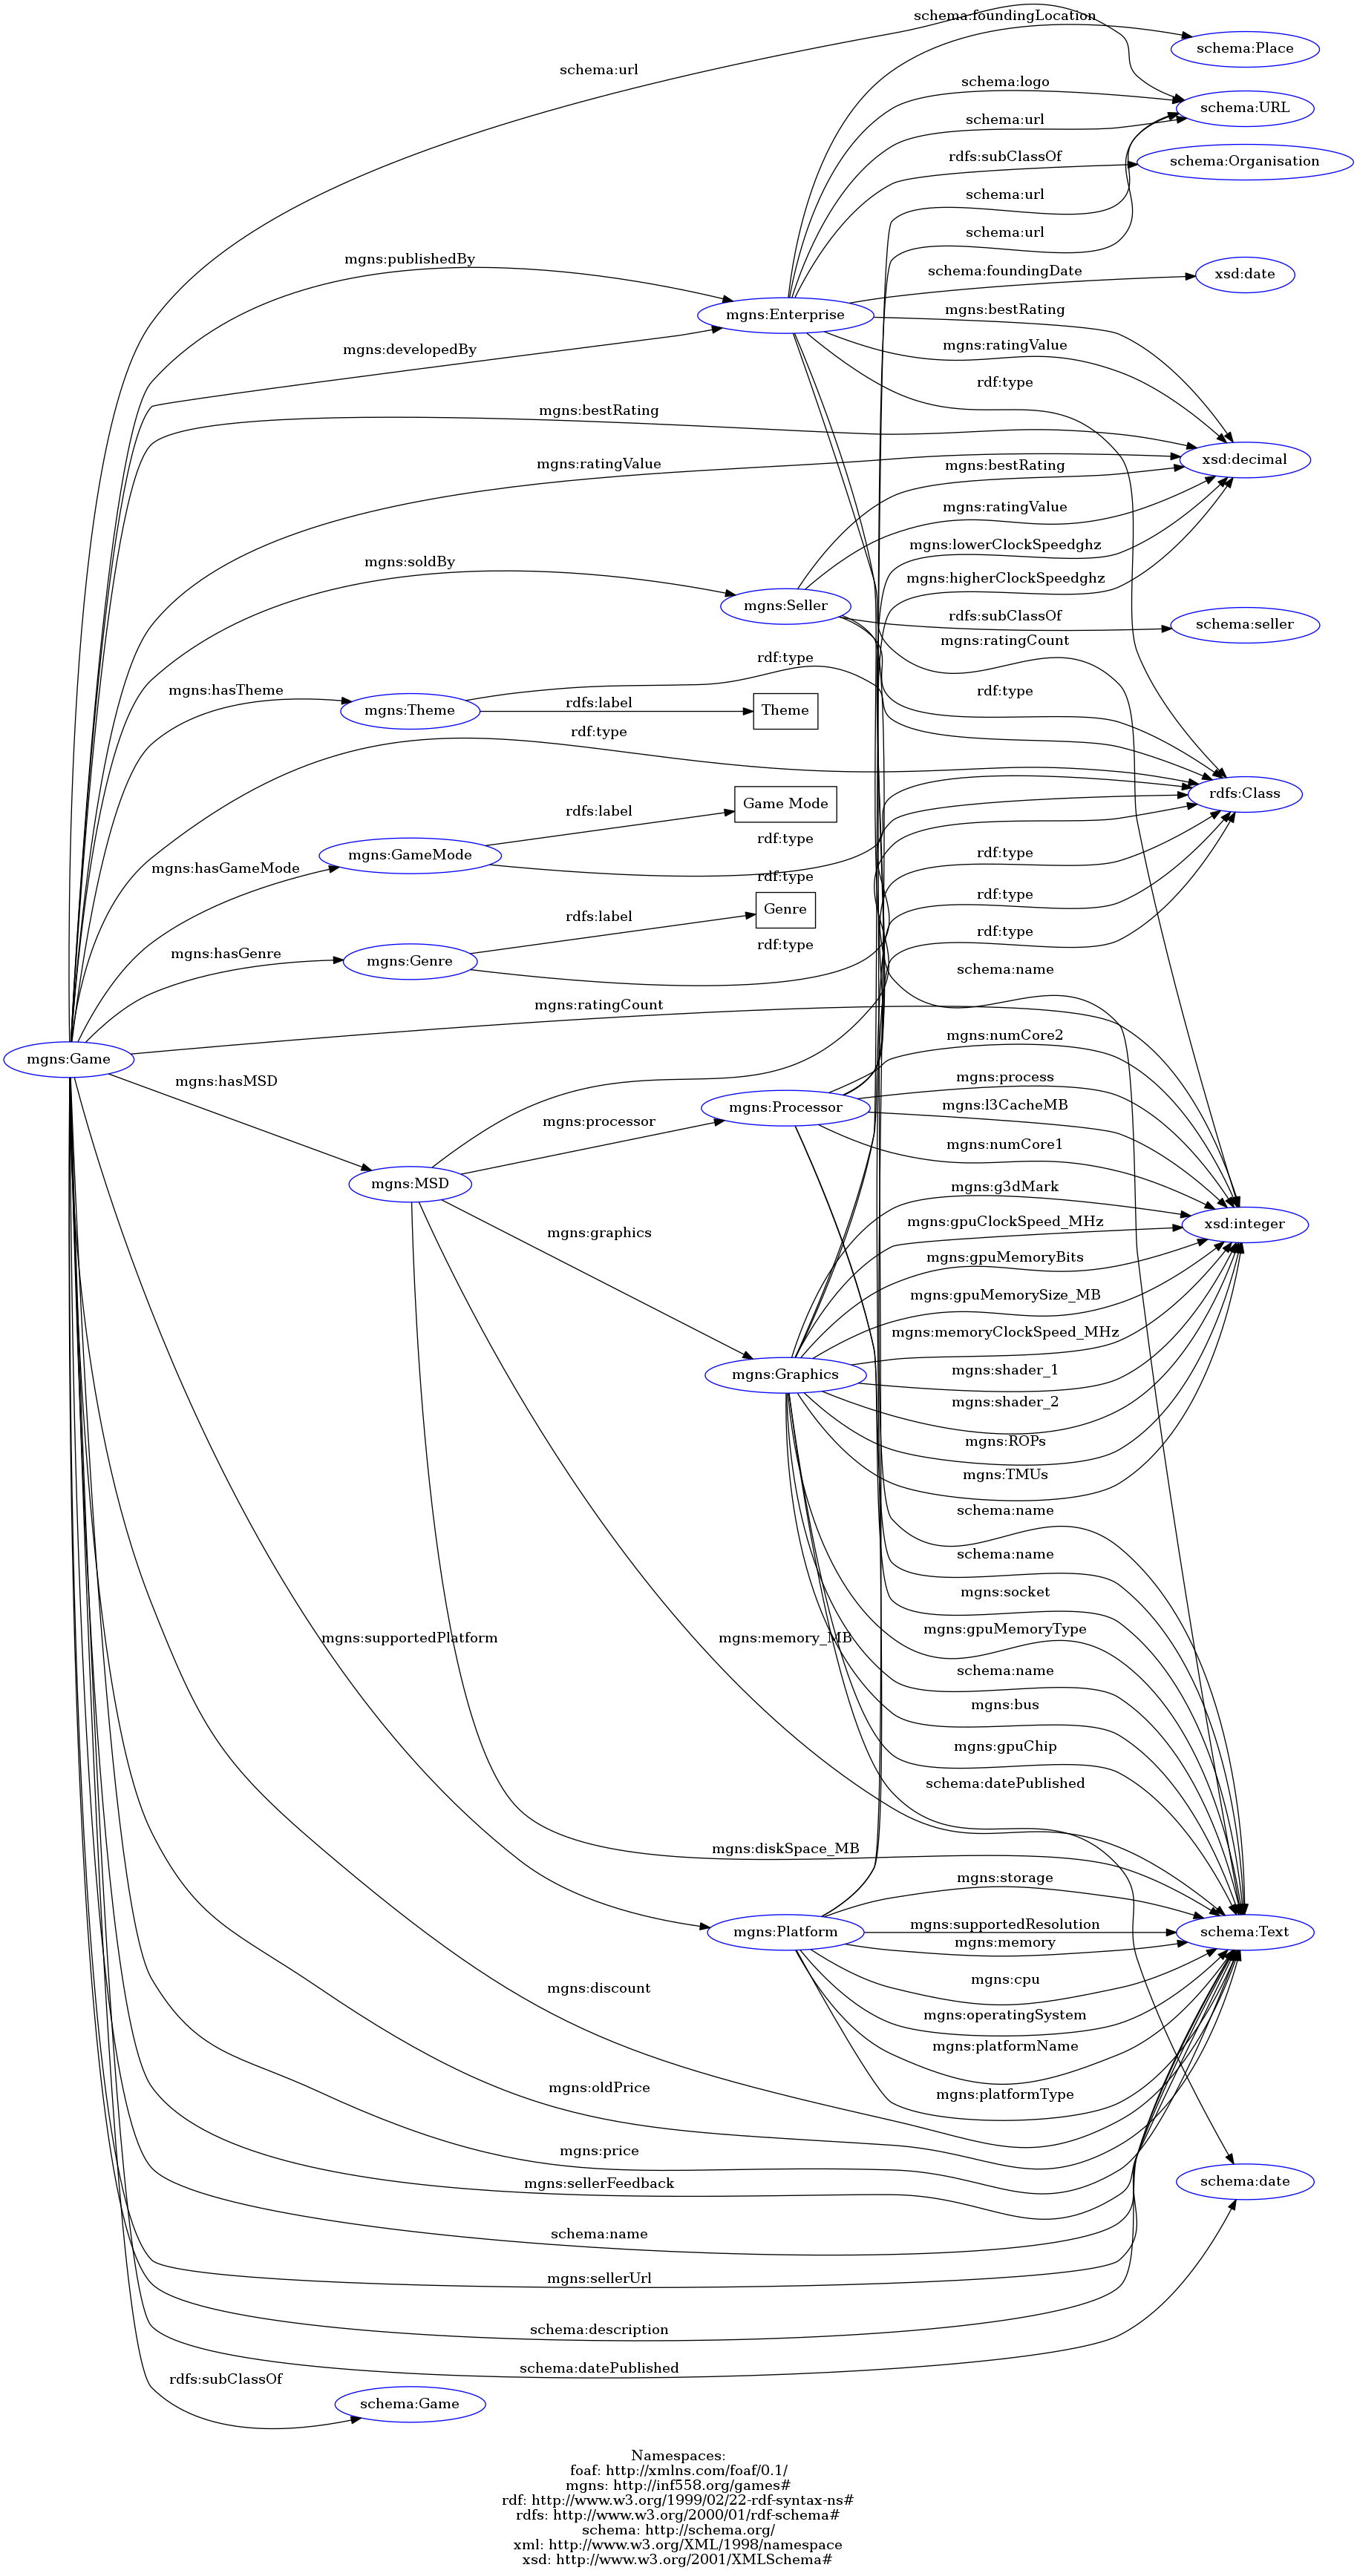 schema:foundingLocation
schema:Place
schema:url
schema:logo
schema:URL
schema:url
rdfs:subClassOf
schema:Organisation
schema:url
schema:url
mgns:publishedBy
schema:foundingDate
xsd:date
mgns:Enterprise
mgns:bestRating
mgns:developedBy
mgns:ratingValue
rdf:type
mgns:bestRating
mgns:ratingValue
xsd:decimal
mgns:bestRating
mgns:ratingValue
mgns:lowerClockSpeedghz
mgns:soldBy
mgns:higherClockSpeedghz
mgns:Seller
rdfs:subClassOf
schema:seller
mgns:ratingCount
rdf:type
mgns:hasTheme
rdf:type
mgns:Theme
rdfs:label
Theme
rdf:type
rdfs:Class
Game Mode
rdfs:label
rdf:type
mgns:GameMode
rdf:type
mgns:hasGameMode
rdf:type
rdf:type
Genre
rdfs:label
rdf:type
rdf:type
mgns:hasGenre
mgns:Genre
schema:name
mgns:ratingCount
mgns:numCore2
mgns:Game
mgns:hasMSD
mgns:process
mgns:l3CacheMB
mgns:Processor
mgns:processor
mgns:numCore1
mgns:MSD
mgns:g3dMark
mgns:gpuClockSpeed_MHz
xsd:integer
mgns:graphics
mgns:gpuMemoryBits
mgns:gpuMemorySize_MB
mgns:memoryClockSpeed_MHz
mgns:Graphics
mgns:shader_1
mgns:shader_2
mgns:ROPs
mgns:TMUs
schema:name
schema:name
mgns:socket
mgns:supportedPlatform
mgns:memory_MB
mgns:gpuMemoryType
schema:name
mgns:bus
mgns:gpuChip
schema:datePublished
mgns:diskSpace_MB
mgns:storage
mgns:Platform
mgns:supportedResolution
schema:Text
mgns:memory
mgns:cpu
mgns:discount
mgns:operatingSystem
mgns:platformName
mgns:oldPrice
mgns:platformType
mgns:price
mgns:sellerFeedback
schema:date
schema:name
mgns:sellerUrl
schema:description
schema:datePublished
rdfs:subClassOf
schema:Game
Namespaces:
foaf: http://xmlns.com/foaf/0.1/
mgns: http://inf558.org/games#
rdf: http://www.w3.org/1999/02/22-rdf-syntax-ns#
rdfs: http://www.w3.org/2000/01/rdf-schema#
schema: http://schema.org/
xml: http://www.w3.org/XML/1998/namespace
xsd: http://www.w3.org/2001/XMLSchema#